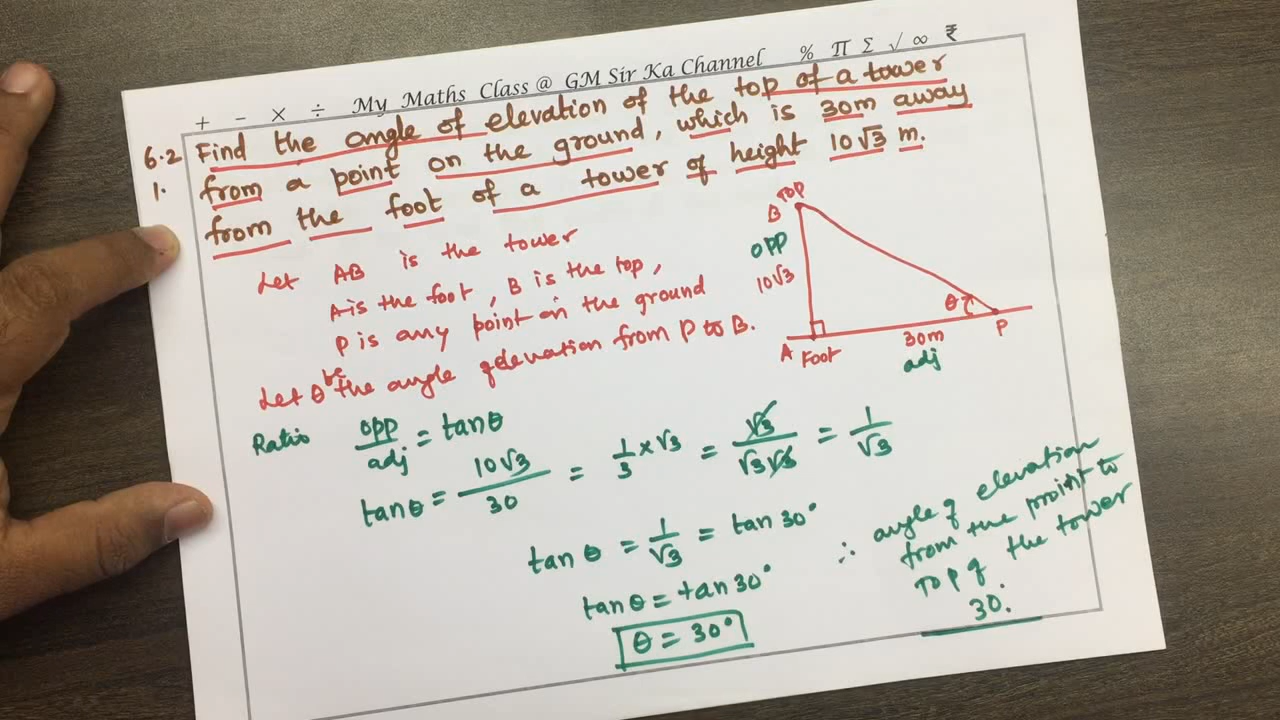 + - × ÷ My Maths Class @ GM Sir Ka Channel % Π Σ √ ∞ ₹
6.2 Find the angle of elevation of the top of a tower
1. from a point on the ground, which is 30m away
from the foot of a tower of height 10√3 m.
Let AB is the tower
A is the foot, B is the top,
P is any point on the ground
Let θ be the angle of elevation from P to B.
B Top
opp
10√3
θ
A Foot
30m
adj
P
Ratio opp/adj = tanθ
tanθ = 10√3/30 = 1/3 × √3 = √3/√3√3 = 1/√3
tan θ = 1/√3 = tan 30°
tanθ = tan 30°
θ = 30°
∴ angle of elevation
from the point to
Top of the tower
30.